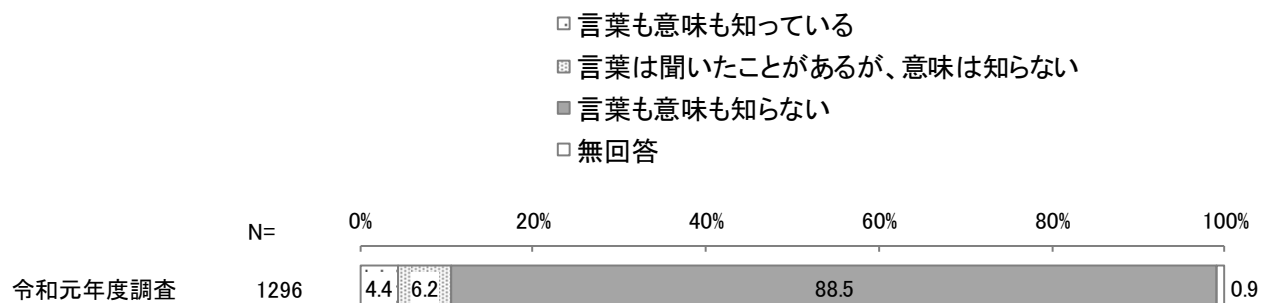 言葉も意味も知っている
言葉は聞いたことがあるが、意味は知らない
言葉も意味も知らない
無回答
N= 0% 20% 40% 60% 80% 100%
令和元年度調査 1296 4.4 6.2 88.5 0.9